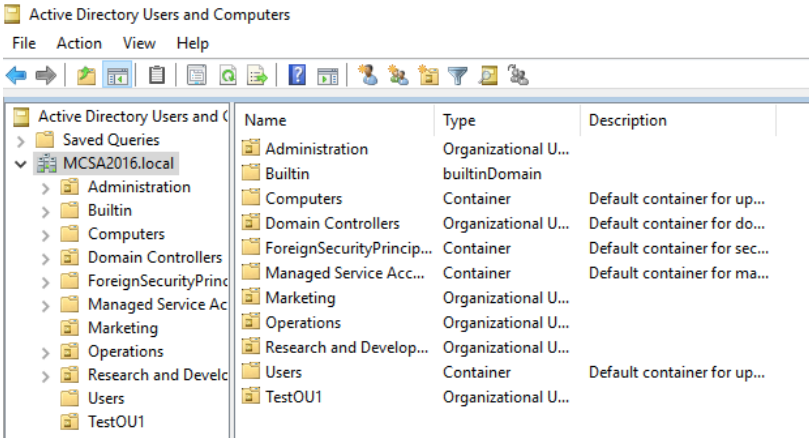 Active Directory Users and Computers
File Action View Help
Active Directory Users and C
Saved Queries
MCSA2016.local
Administration
Builtin
Computers
Domain Controllers
ForeignSecurityPrinc
Managed Service Ac
Marketing
Operations
Research and Develc
Users
TestOU1
Name Type Description
Administration Organizational U...
Builtin builtinDomain
Computers Container Default container for up...
Domain Controllers Organizational U... Default container for do...
ForeignSecurityPrincip... Container Default container for sec...
Managed Service Acc... Container Default container for ma...
Marketing Organizational U...
Operations Organizational U...
Research and Develop... Organizational U...
Users Container Default container for up...
TestOU1 Organizational U...